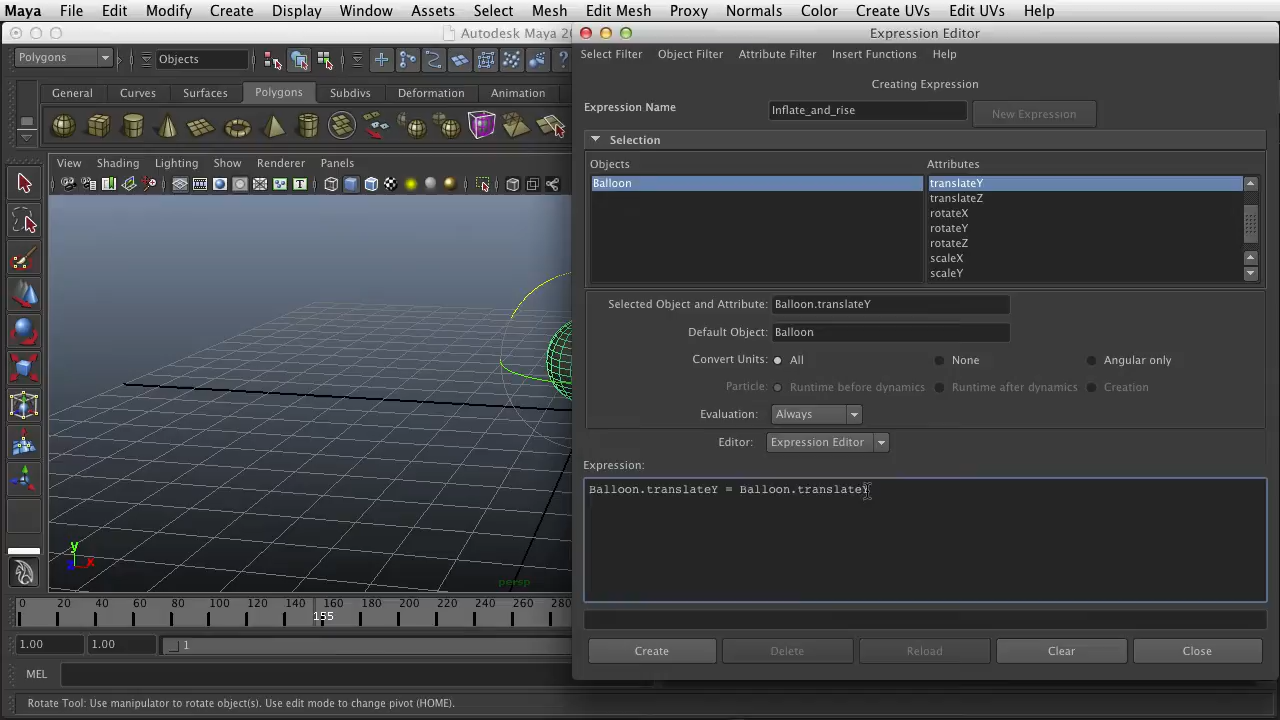 Maya File Edit Modify Create Display Window Assets Select Mesh Edit Mesh Proxy Normals Color Create UVs Edit UVs Help
Autodesk Maya 20
Expression Editor
Polygons
Objects
Select Filter Object Filter Attribute Filter Insert Functions Help
Creating Expression
General Curves Surfaces Polygons Subdivs Deformation Animation
Expression Name
Inflate_and_rise
New Expression
Selection
View Shading Lighting Show Renderer Panels
Objects
Attributes
Balloon
translateY
translateZ
rotateX
rotateY
rotateZ
scaleX
scaleY
Selected Object and Attribute: Balloon.translateY
Default Object: Balloon
Convert Units: All None Angular only
Particle: Runtime before dynamics Runtime after dynamics Creation
Evaluation: Always
Editor: Expression Editor
Expression:
Balloon.translateY = Balloon.translateY
y
x
persp
0 20 40 60 80 100 120 140 160 180 200 220 240 260 280
155
1.00 1.00 1
Create Delete Reload Clear Close
MEL
Rotate Tool: Use manipulator to rotate object(s). Use edit mode to change pivot (HOME).